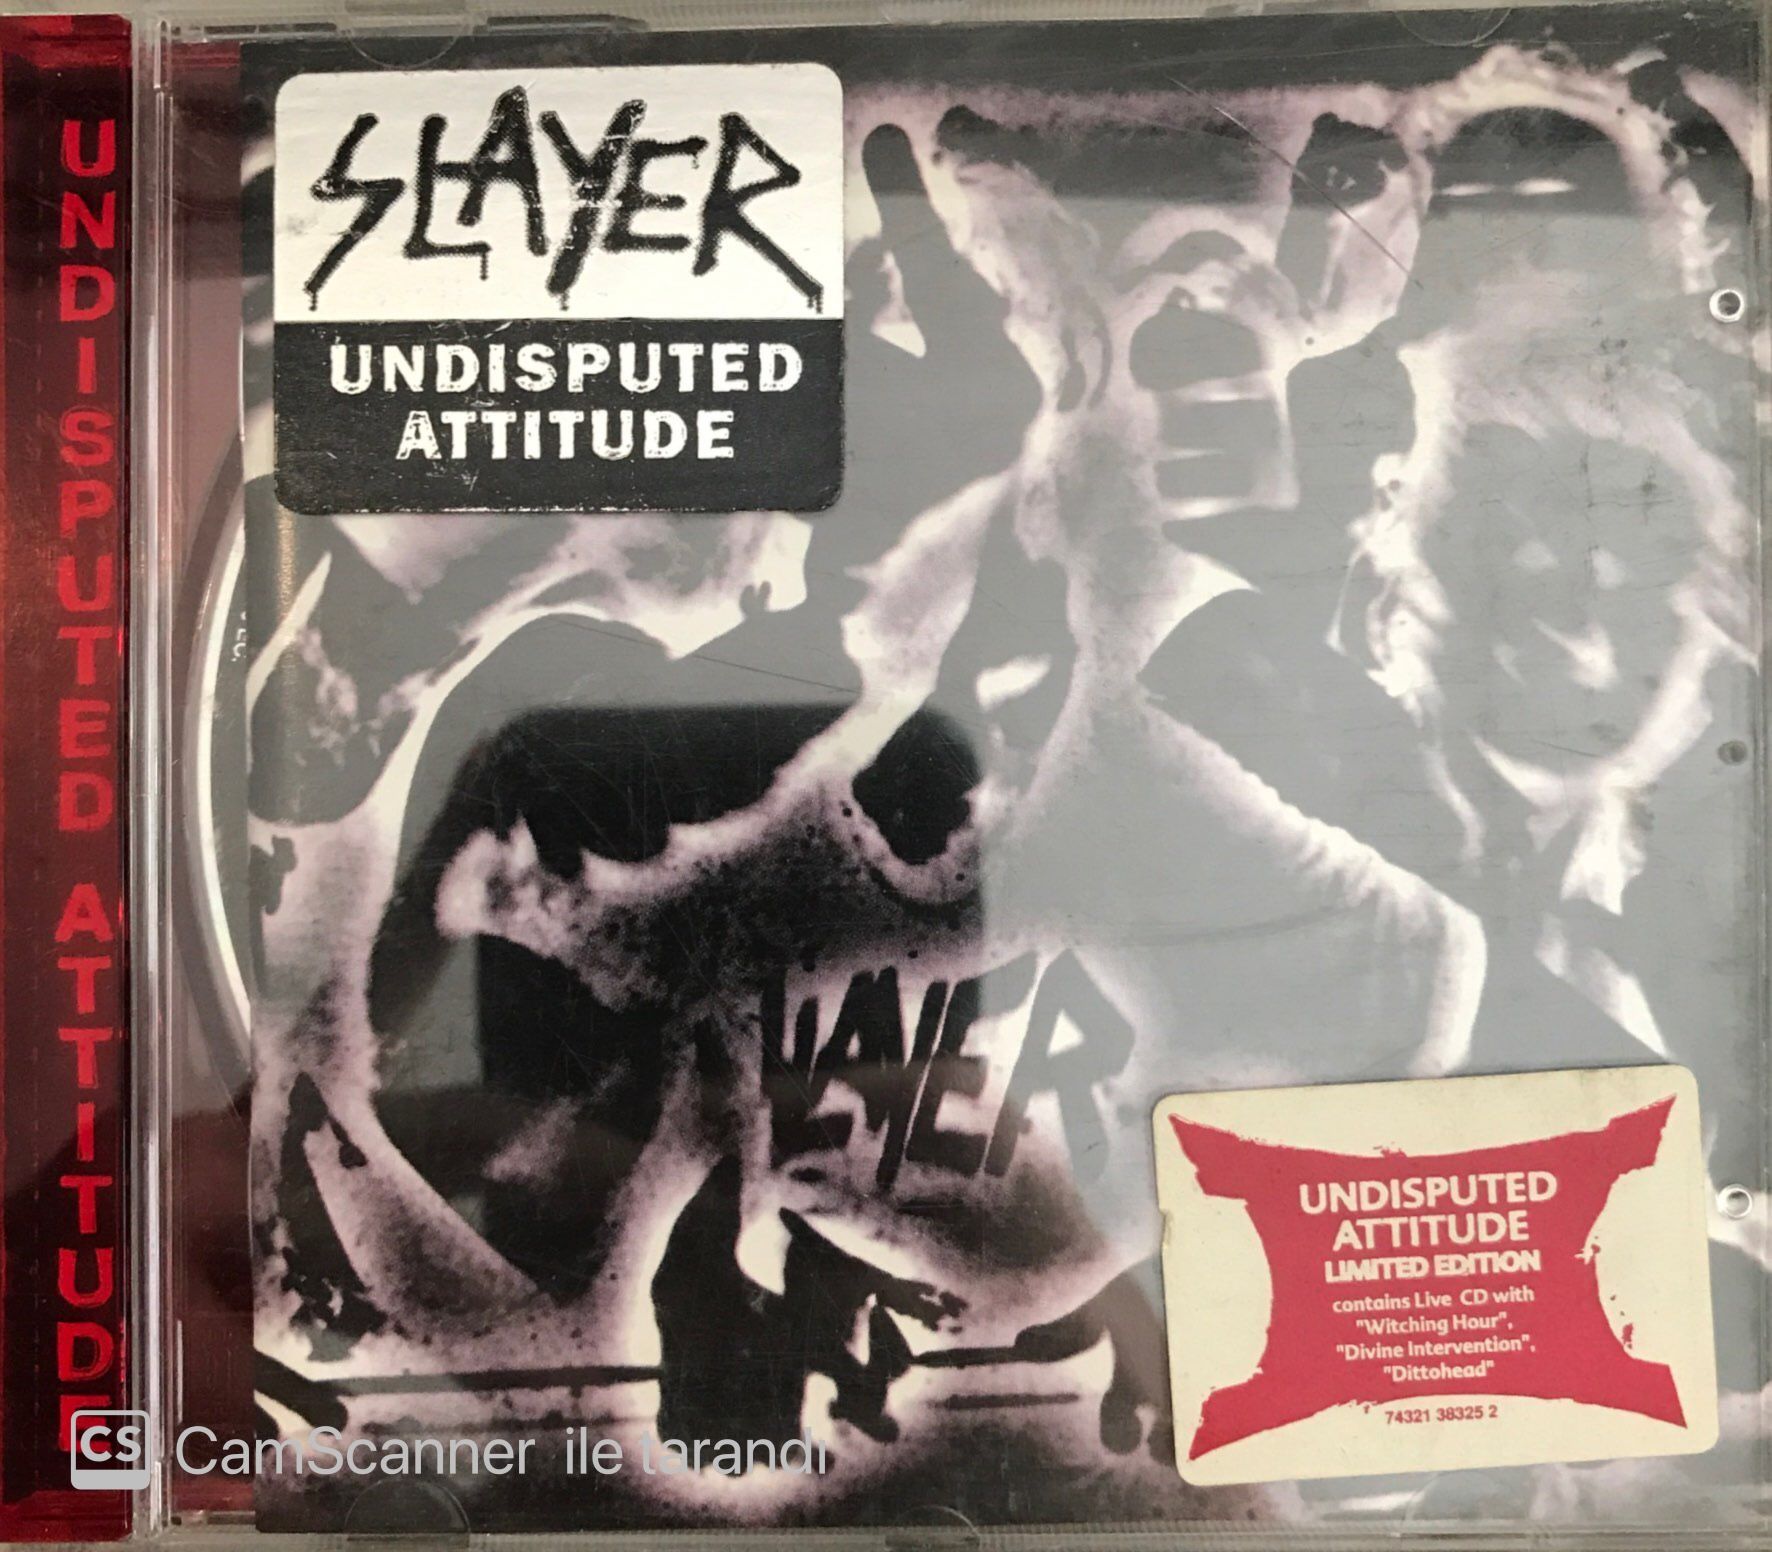 UNDISPUTED ATTITUDE
SLAYER
UNDISPUTED
ATTITUDE
SLAYER
UNDISPUTED
ATTITUDE
LIMITED EDITION
contains Live CD with
"Witching Hour",
"Divine Intervention",
"Dittohead"
74321 38325 2
CS CamScanner ile tarandı